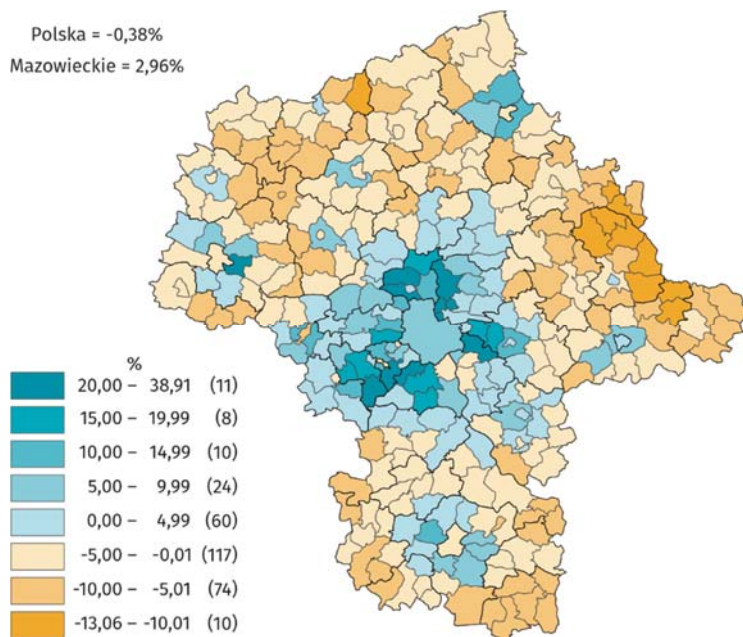 Polska = -0,38%
Mazowieckie = 2,96%
%
20,00 – 38,91 (11)
15,00 – 19,99 (8)
10,00 – 14,99 (10)
5,00 – 9,99 (24)
0,00 – 4,99 (60)
-5,00 – -0,01 (117)
-10,00 – -5,01 (74)
-13,06 – -10,01 (10)